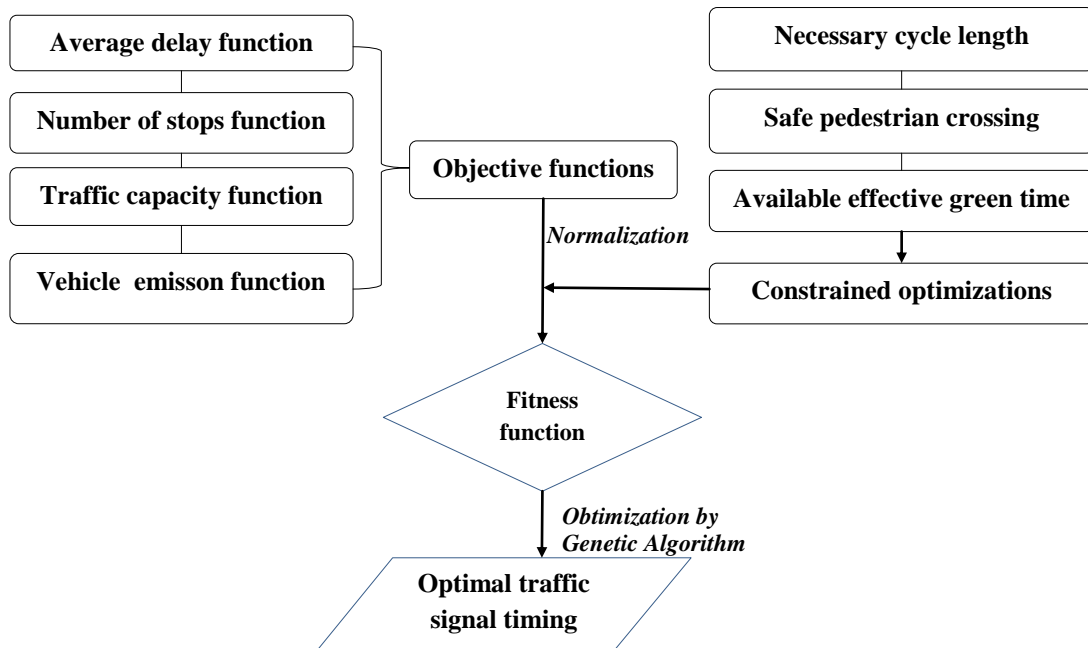 Average delay function
Number of stops function
Traffic capacity function
Vehicle emisson function
Objective functions
Necessary cycle length
Safe pedestrian crossing
Available effective green time
Constrained optimizations
Normalization
Fitness
function
Obtimization by
Genetic Algorithm
Optimal traffic
signal timing